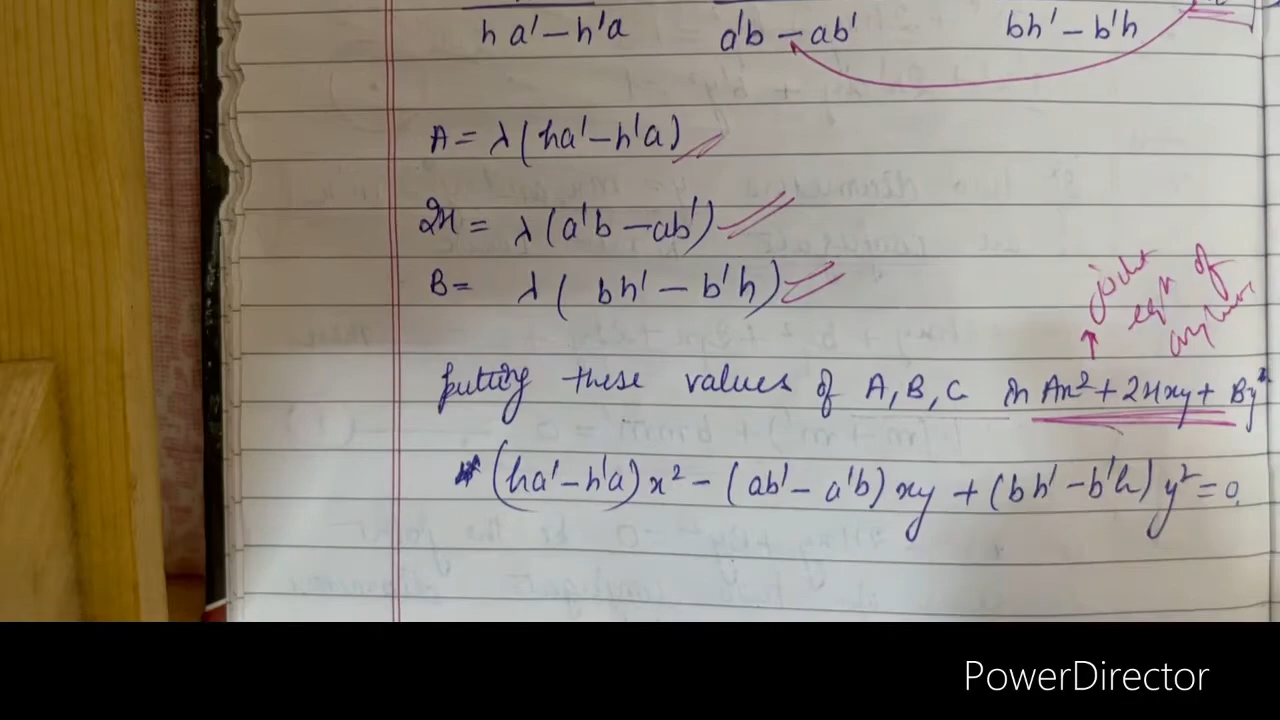 ha' - h'a a'b - ab' bh' - b'h
A = λ (ha' - h'a)
2H = λ (a'b - ab')
B = λ ( bh' - b'h )
joint eqn of
putting these values of A, B, C in Ax² + 2Hxy + By²
(ha' - h'a) x² - (ab' - a'b) xy + (bh' - b'h) y² = 0.
PowerDirector